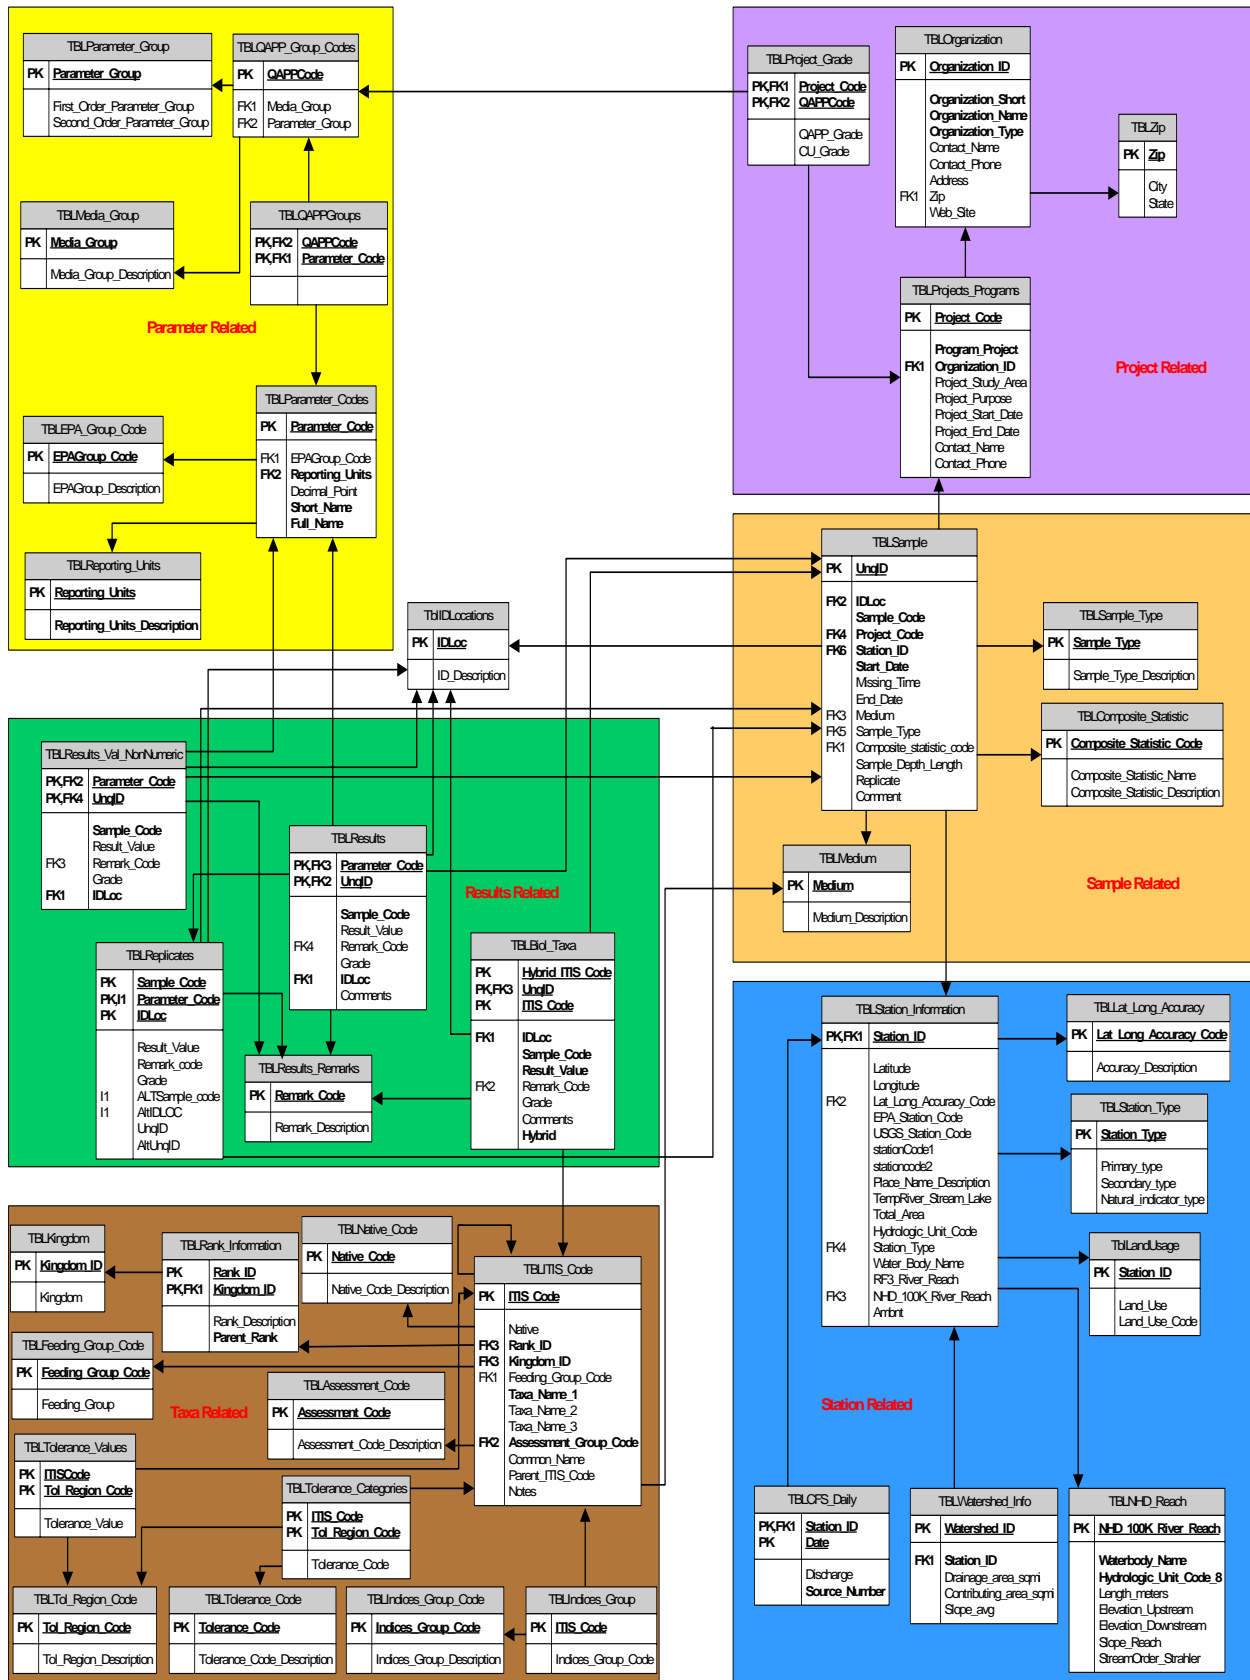 TBLParameter_Group
PK Parameter_Group
First_Order_Parameter_Group
Second_Order_Parameter_Group
TBLQAPP_Group_Codes
PK QAPPCode
FK1 Media_Group
FK2 Parameter_Group
TBLMedia_Group
PK Media_Group
Media_Group_Description
TBLQAPPGroups
PK,FK2 QAPPCode
PK,FK1 Parameter_Code
Parameter Related
TBLParameter_Codes
PK Parameter_Code
FK1 EPAGroup_Code
FK2 Reporting_Units
Decimal_Point
Short_Name
Full_Name
TBLEPA_Group_Code
PK EPAGroup_Code
EPAGroup_Description
TBLReporting_Units
PK Reporting_Units
Reporting_Units_Description
TBLProject_Grade
PK,FK1 Project_Code
PK,FK2 QAPPCode
QAPP_Grade
CU_Grade
TBLOrganization
PK Organization_ID
Organization_Short
Organization_Name
Organization_Type
Contact_Name
Contact_Phone
Address
FK1 Zip
Web_Site
TBLZip
PK Zip
City
State
TBLProjects_Programs
PK Project_Code
Program_Project
FK1 Organization_ID
Project_Study_Area
Project_Purpose
Project_Start_Date
Project_End_Date
Contact_Name
Contact_Phone
Project Related
TblIDLocations
PK IDLoc
ID_Description
TBLSample
PK UnqID
FK2 IDLoc
Sample_Code
FK4 Project_Code
FK6 Station_ID
Start_Date
Missing_Time
End_Date
FK3 Medium
FK5 Sample_Type
FK1 Composite_statistic_code
Sample_Depth_Length
Replicate
Comment
TBLSample_Type
PK Sample_Type
Sample_Type_Description
TBLComposite_Statistic
PK Composite_Statistic_Code
Composite_Statistic_Name
Composite_Statistic_Description
TBLMedium
PK Medium
Medium_Description
Sample Related
TBLResults_Val_NonNumeric
PK,FK2 Parameter_Code
PK,FK4 UnqID
Sample_Code
Result_Value
FK3 Remark_Code
Grade
FK1 IDLoc
TBLResults
PK,FK3 Parameter_Code
PK,FK2 UnqID
Sample_Code
Result_Value
FK4 Remark_Code
Grade
FK1 IDLoc
Comments
Results Related
TBLReplicates
PK Sample_Code
PK,I1 Parameter_Code
PK IDLoc
Result_Value
Remark_code
Grade
I1 ALTSample_code
I1 AltIDLOC
UnqID
AltUnqID
TBLBiol_Taxa
PK Hybrid_ITIS_Code
PK,FK3 UnqID
PK ITIS_Code
FK1 IDLoc
Sample_Code
Result_Value
FK2 Remark_Code
Grade
Comments
Hybrid
TBLResults_Remarks
PK Remark_Code
Remark_Description
TBLStation_Information
PK,FK1 Station_ID
Latitude
Longitude
FK2 Lat_Long_Accuracy_Code
EPA_Station_Code
USGS_Station_Code
stationCode1
stationcode2
Place_Name_Description
TempRiver_Stream_Lake
Total_Area
Hydrologic_Unit_Code
FK4 Station_Type
Water_Body_Name
RF3_River_Reach
FK3 NHD_100K_River_Reach
Ambnt
TBLLat_Long_Accuracy
PK Lat_Long_Accuracy_Code
Accuracy_Description
TBLStation_Type
PK Station_Type
Primary_type
Secondary_type
Natural_indicator_type
TblLandUsage
PK Station_ID
Land_Use
Land_Use_Code
Station Related
TBLCFS_Daily
PK,FK1 Station_ID
PK Date
Discharge
Source_Number
TBLWatershed_Info
PK Watershed_ID
FK1 Station_ID
Drainage_area_sqmi
Contributing_area_sqmi
Slope_avg
TBLNHD_Reach
PK NHD_100K_River_Reach
Waterbody_Name
Hydrologic_Unit_Code_8
Length_meters
Elevation_Upstream
Elevation_Downstream
Slope_Reach
StreamOrder_Strahler
TBLKingdom
PK Kingdom_ID
Kingdom
TBLRank_Information
PK Rank_ID
PK,FK1 Kingdom_ID
Rank_Description
Parent_Rank
TBLNative_Code
PK Native_Code
Native_Code_Description
TBLITIS_Code
PK ITIS_Code
Native
FK3 Rank_ID
FK3 Kingdom_ID
FK1 Feeding_Group_Code
Taxa_Name_1
Taxa_Name_2
Taxa_Name_3
FK2 Assessment_Group_Code
Common_Name
Parent_ITIS_Code
Notes
TBLFeeding_Group_Code
PK Feeding_Group_Code
Feeding_Group
TBLAssessment_Code
PK Assessment_Code
Assessment_Code_Description
Taxa Related
TBLTolerance_Values
PK ITISCode
PK Tol_Region_Code
Tolerance_Value
TBLTolerance_Categories
PK ITIS_Code
PK Tol_Region_Code
Tolerance_Code
TBLTol_Region_Code
PK Tol_Region_Code
Tol_Region_Description
TBLTolerance_Code
PK Tolerance_Code
Tolerance_Code_Description
TBLIndices_Group_Code
PK Indices_Group_Code
Indices_Group_Description
TBLIndices_Group
PK ITIS_Code
Indices_Group_Code